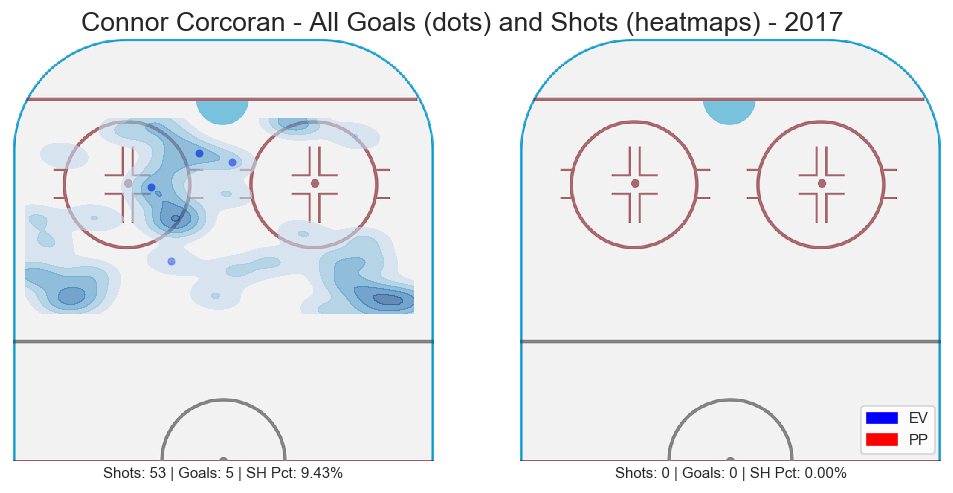 Connor Corcoran - All Goals (dots) and Shots (heatmaps) - 2017
EV
PP
Shots: 53 | Goals: 5 | SH Pct: 9.43%
Shots: 0 | Goals: 0 | SH Pct: 0.00%